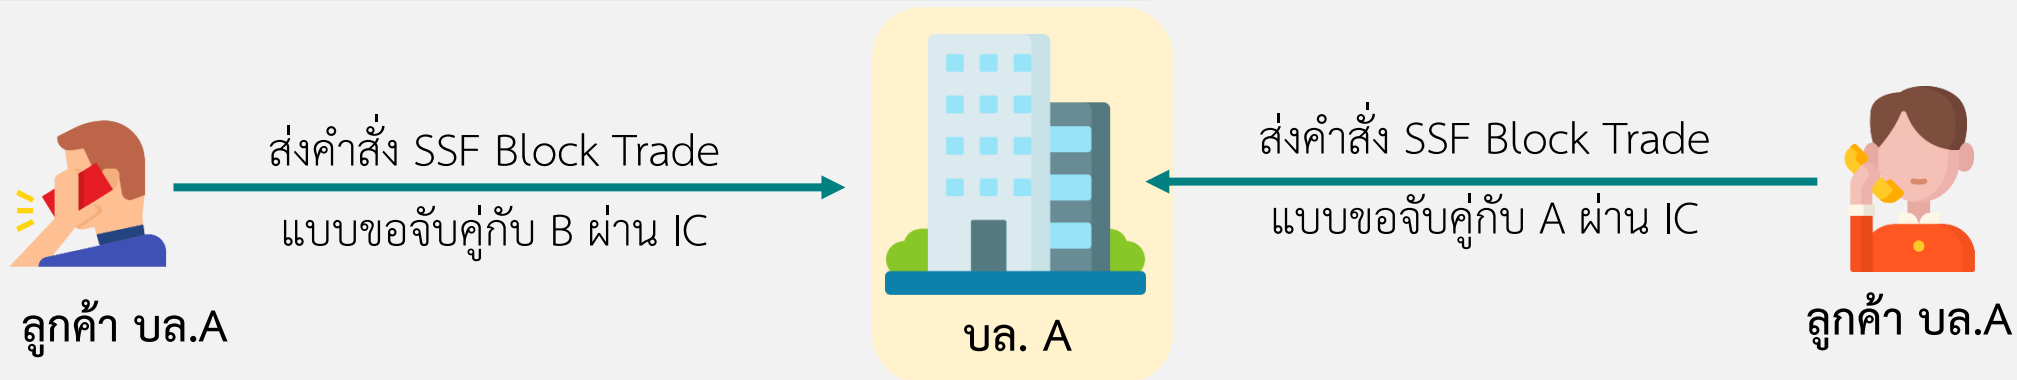 ส่งคำสั่ง SSF Block Trade
แบบขอจับคู่กับ B ผ่าน IC
ลูกค้า บล.A
บล. A
ส่งคำสั่ง SSF Block Trade
แบบขอจับคู่กับ A ผ่าน IC
ลูกค้า บล.A